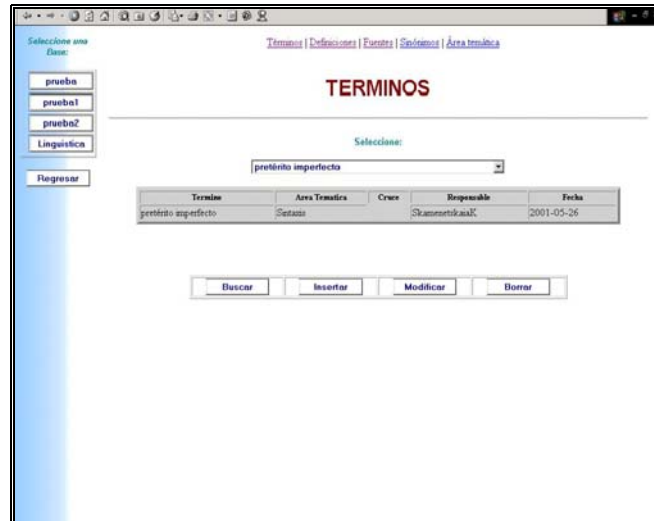 Seleccione una
Base:
prueba
prueba1
prueba2
Linguistica
Regresar
Términos | Definiciones | Fuentes | Sinónimos | Área temática
TERMINOS
Seleccione:
pretérito imperfecto
Termino Area Tematica Cruce Responsable Fecha
pretérito imperfecto Sintaxis SkamenetskaiaK 2001-05-26
Buscar Insertar Modificar Borrar